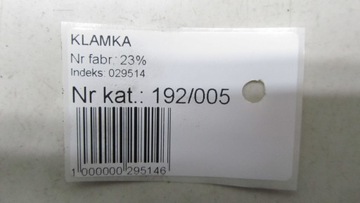 KLAMKA
Nr fabr.: 23%
Indeks: 029514
Nr kat.: 192/005
1 000000 295146